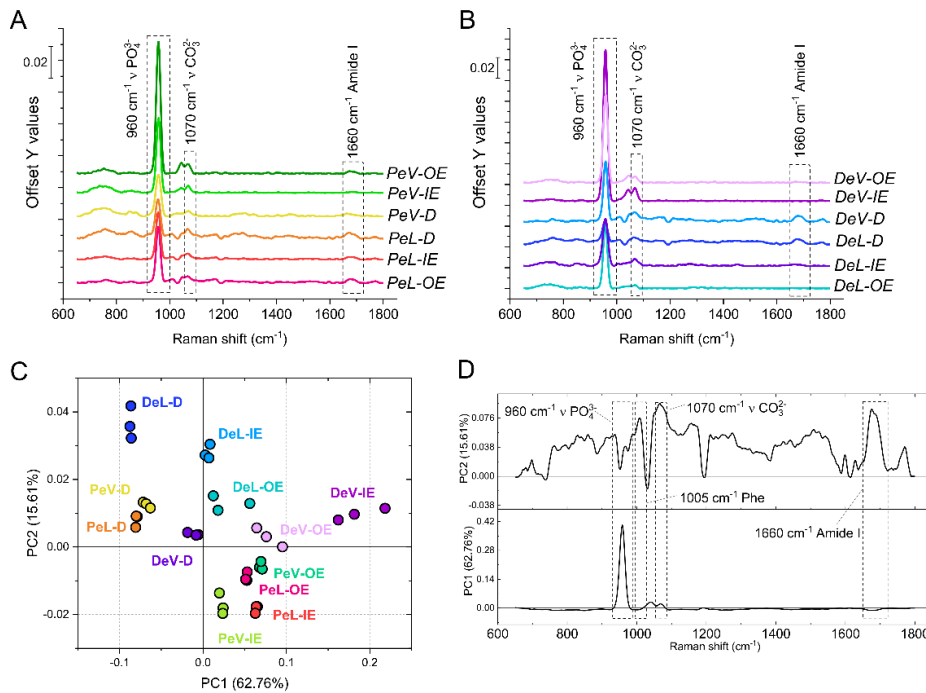 A
0.02
Offset Y values
960 cm⁻¹ ν PO₄³⁻
1070 cm⁻¹ ν CO₃²⁻
1660 cm⁻¹ Amide I
PeV-OE
PeV-IE
PeV-D
PeL-D
PeL-IE
PeL-OE
800 1000 1200 1400 1600 1800
Raman shift (cm⁻¹)
B
0.02
Offset Y values
960 cm⁻¹ ν PO₄³⁻
1070 cm⁻¹ ν CO₃²⁻
1660 cm⁻¹ Amide I
DeV-OE
DeV-IE
DeV-D
DeL-D
DeL-IE
DeL-OE
800 1000 1200 1400 1600 1800
Raman shift (cm⁻¹)
C
PC2 (15.61%)
0.04
0.02
0.00
-0.02
DeL-D
DeL-IE
PeV-D
DeL-OE
DeV-IE
PeL-D
DeV-OE
DeV-D
PeV-OE
PeL-OE
PeL-IE
PeV-IE
-0.1 0.0 0.1 0.2
PC1 (62.76%)
D
960 cm⁻¹
ν PO₄³⁻
1070 cm⁻¹ ν CO₃²⁻
PC2 (15.61%)
0.076
0.038
0.000
-0.038
1005 cm⁻¹ Phe
1660 cm⁻¹ Amide I
PC1 (62.76%)
0.42
0.28
0.14
0.00
600 800 1000 1200 1400 1600 1800
Raman shift (cm⁻¹)